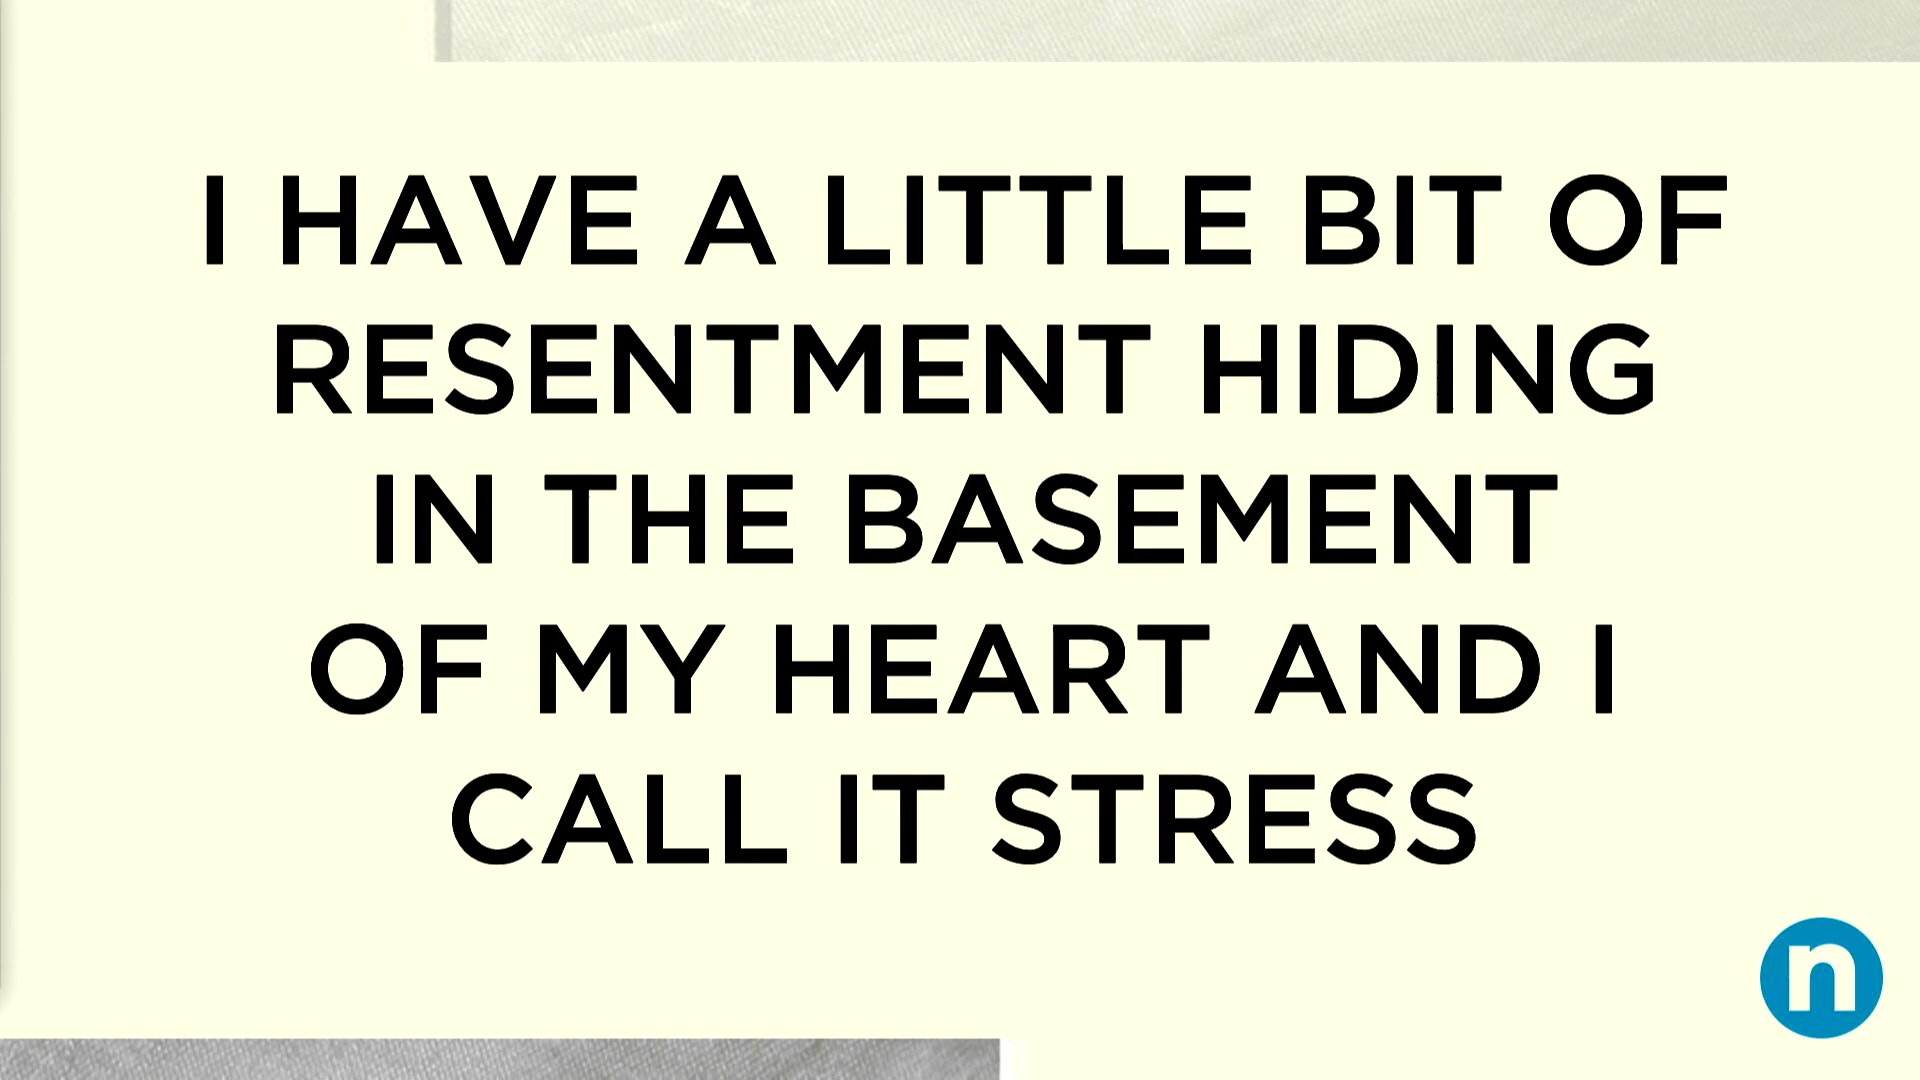 I HAVE A LITTLE BIT OF
RESENTMENT HIDING
IN THE BASEMENT
OF MY HEART AND I
CALL IT STRESS
n